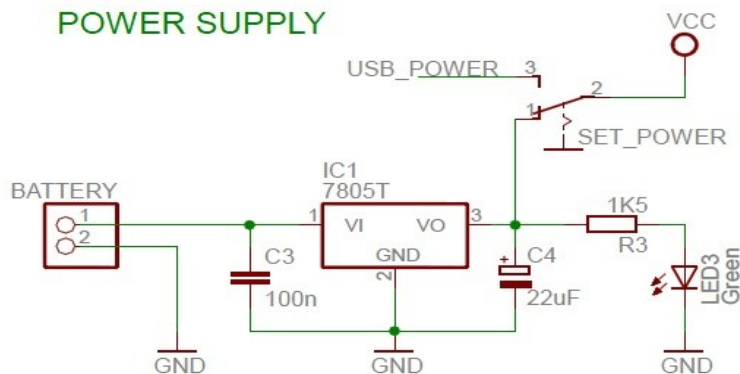 POWER SUPPLY
VCC
USB_POWER
3
2
1
SET_POWER
BATTERY
1
2
IC1
7805T
1
VI
VO
3
GND
2
C3
100n
+
C4
22uF
1K5
R3
LED3
Green
GND
GND
GND